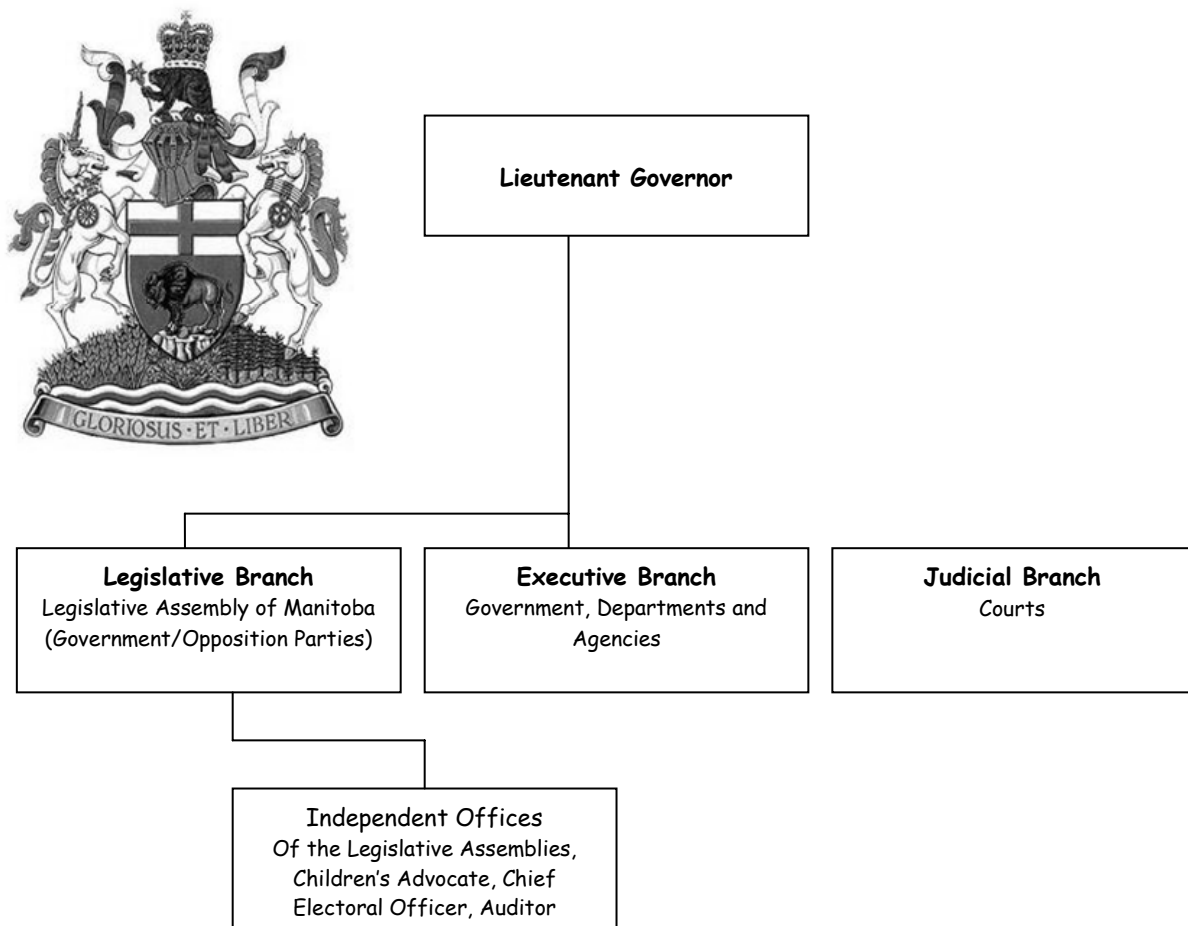 GLORIOSUS·ET·LIBER
Lieutenant Governor
Legislative Branch
Legislative Assembly of Manitoba
(Government/Opposition Parties)
Executive Branch
Government, Departments and
Agencies
Judicial Branch
Courts
Independent Offices
Of the Legislative Assemblies,
Children’s Advocate, Chief
Electoral Officer, Auditor